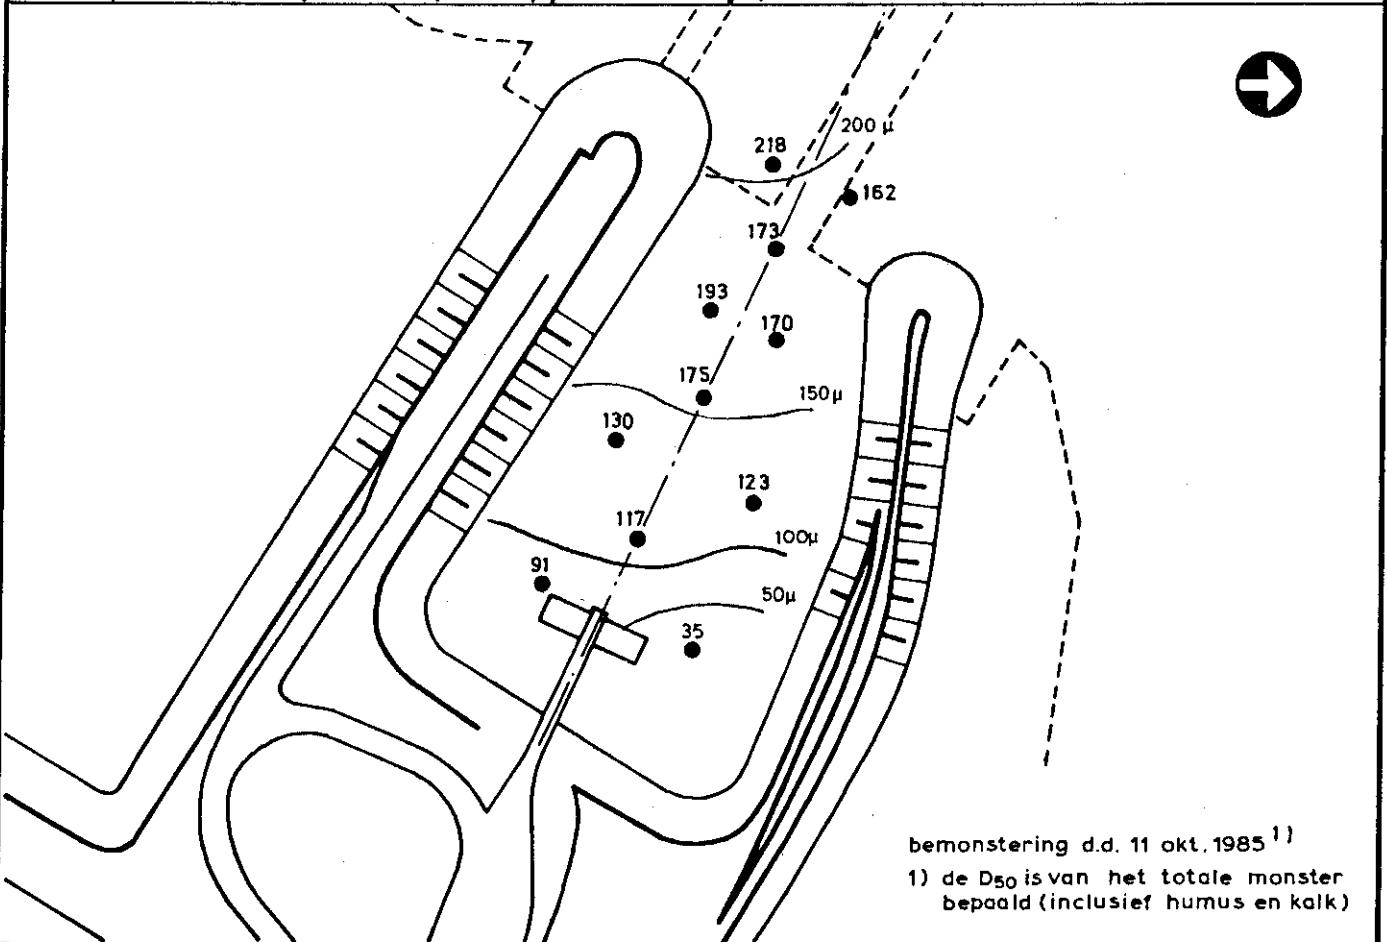 200 μ
218
162
173
193
170
175
150μ
130
123
117
100μ
91
50μ
35
bemonstering d.d. 11 okt. 1985 1)
1) de D50 is van het totale monster
bepaald (inclusief humus en kalk)